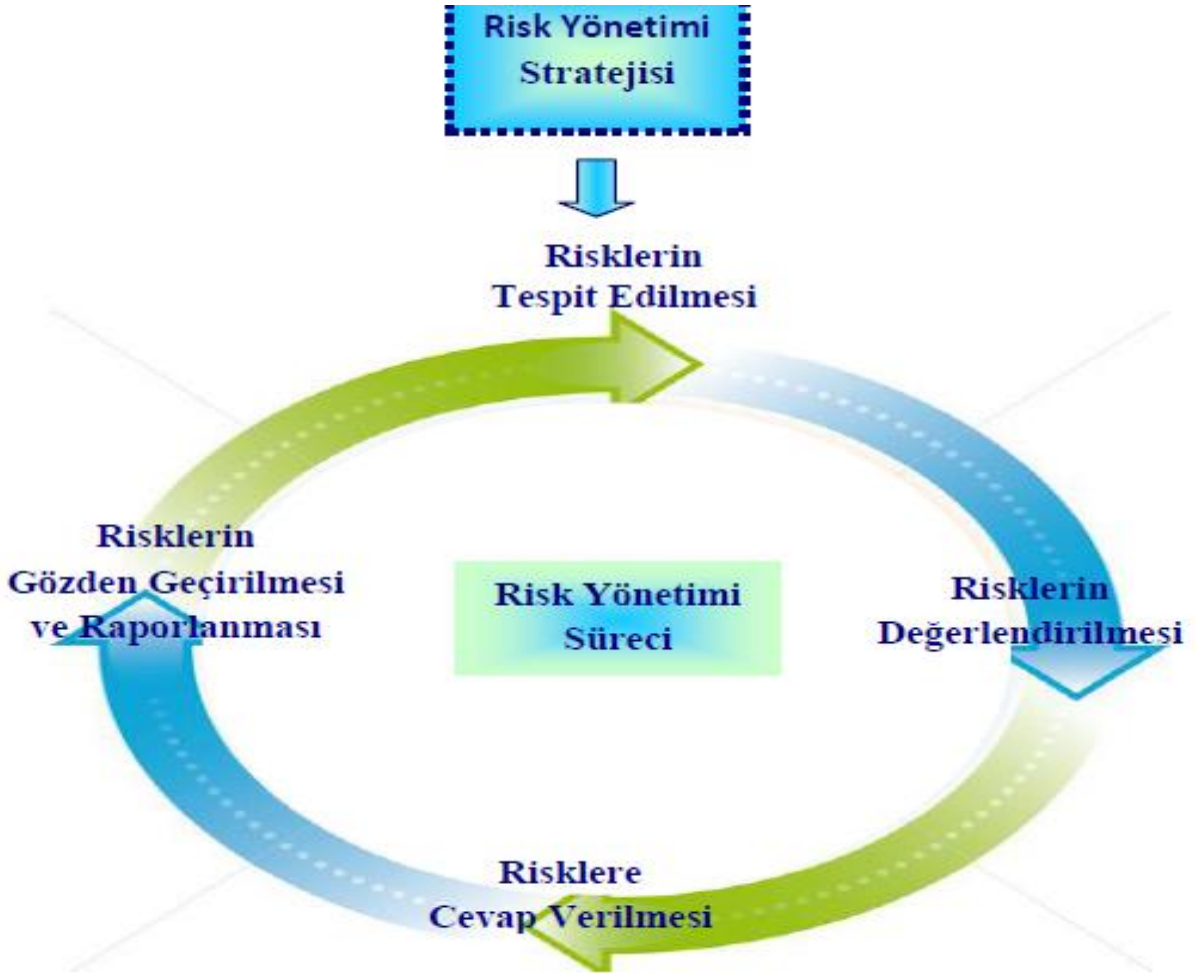 Risk Yönetimi
Stratejisi
Risklerin
Tespit Edilmesi
Risklerin
Gözden Geçirilmesi
ve Raporlanması
Risk Yönetimi
Süreci
Risklerin
Değerlendirilmesi
Risklere
Cevap Verilmesi